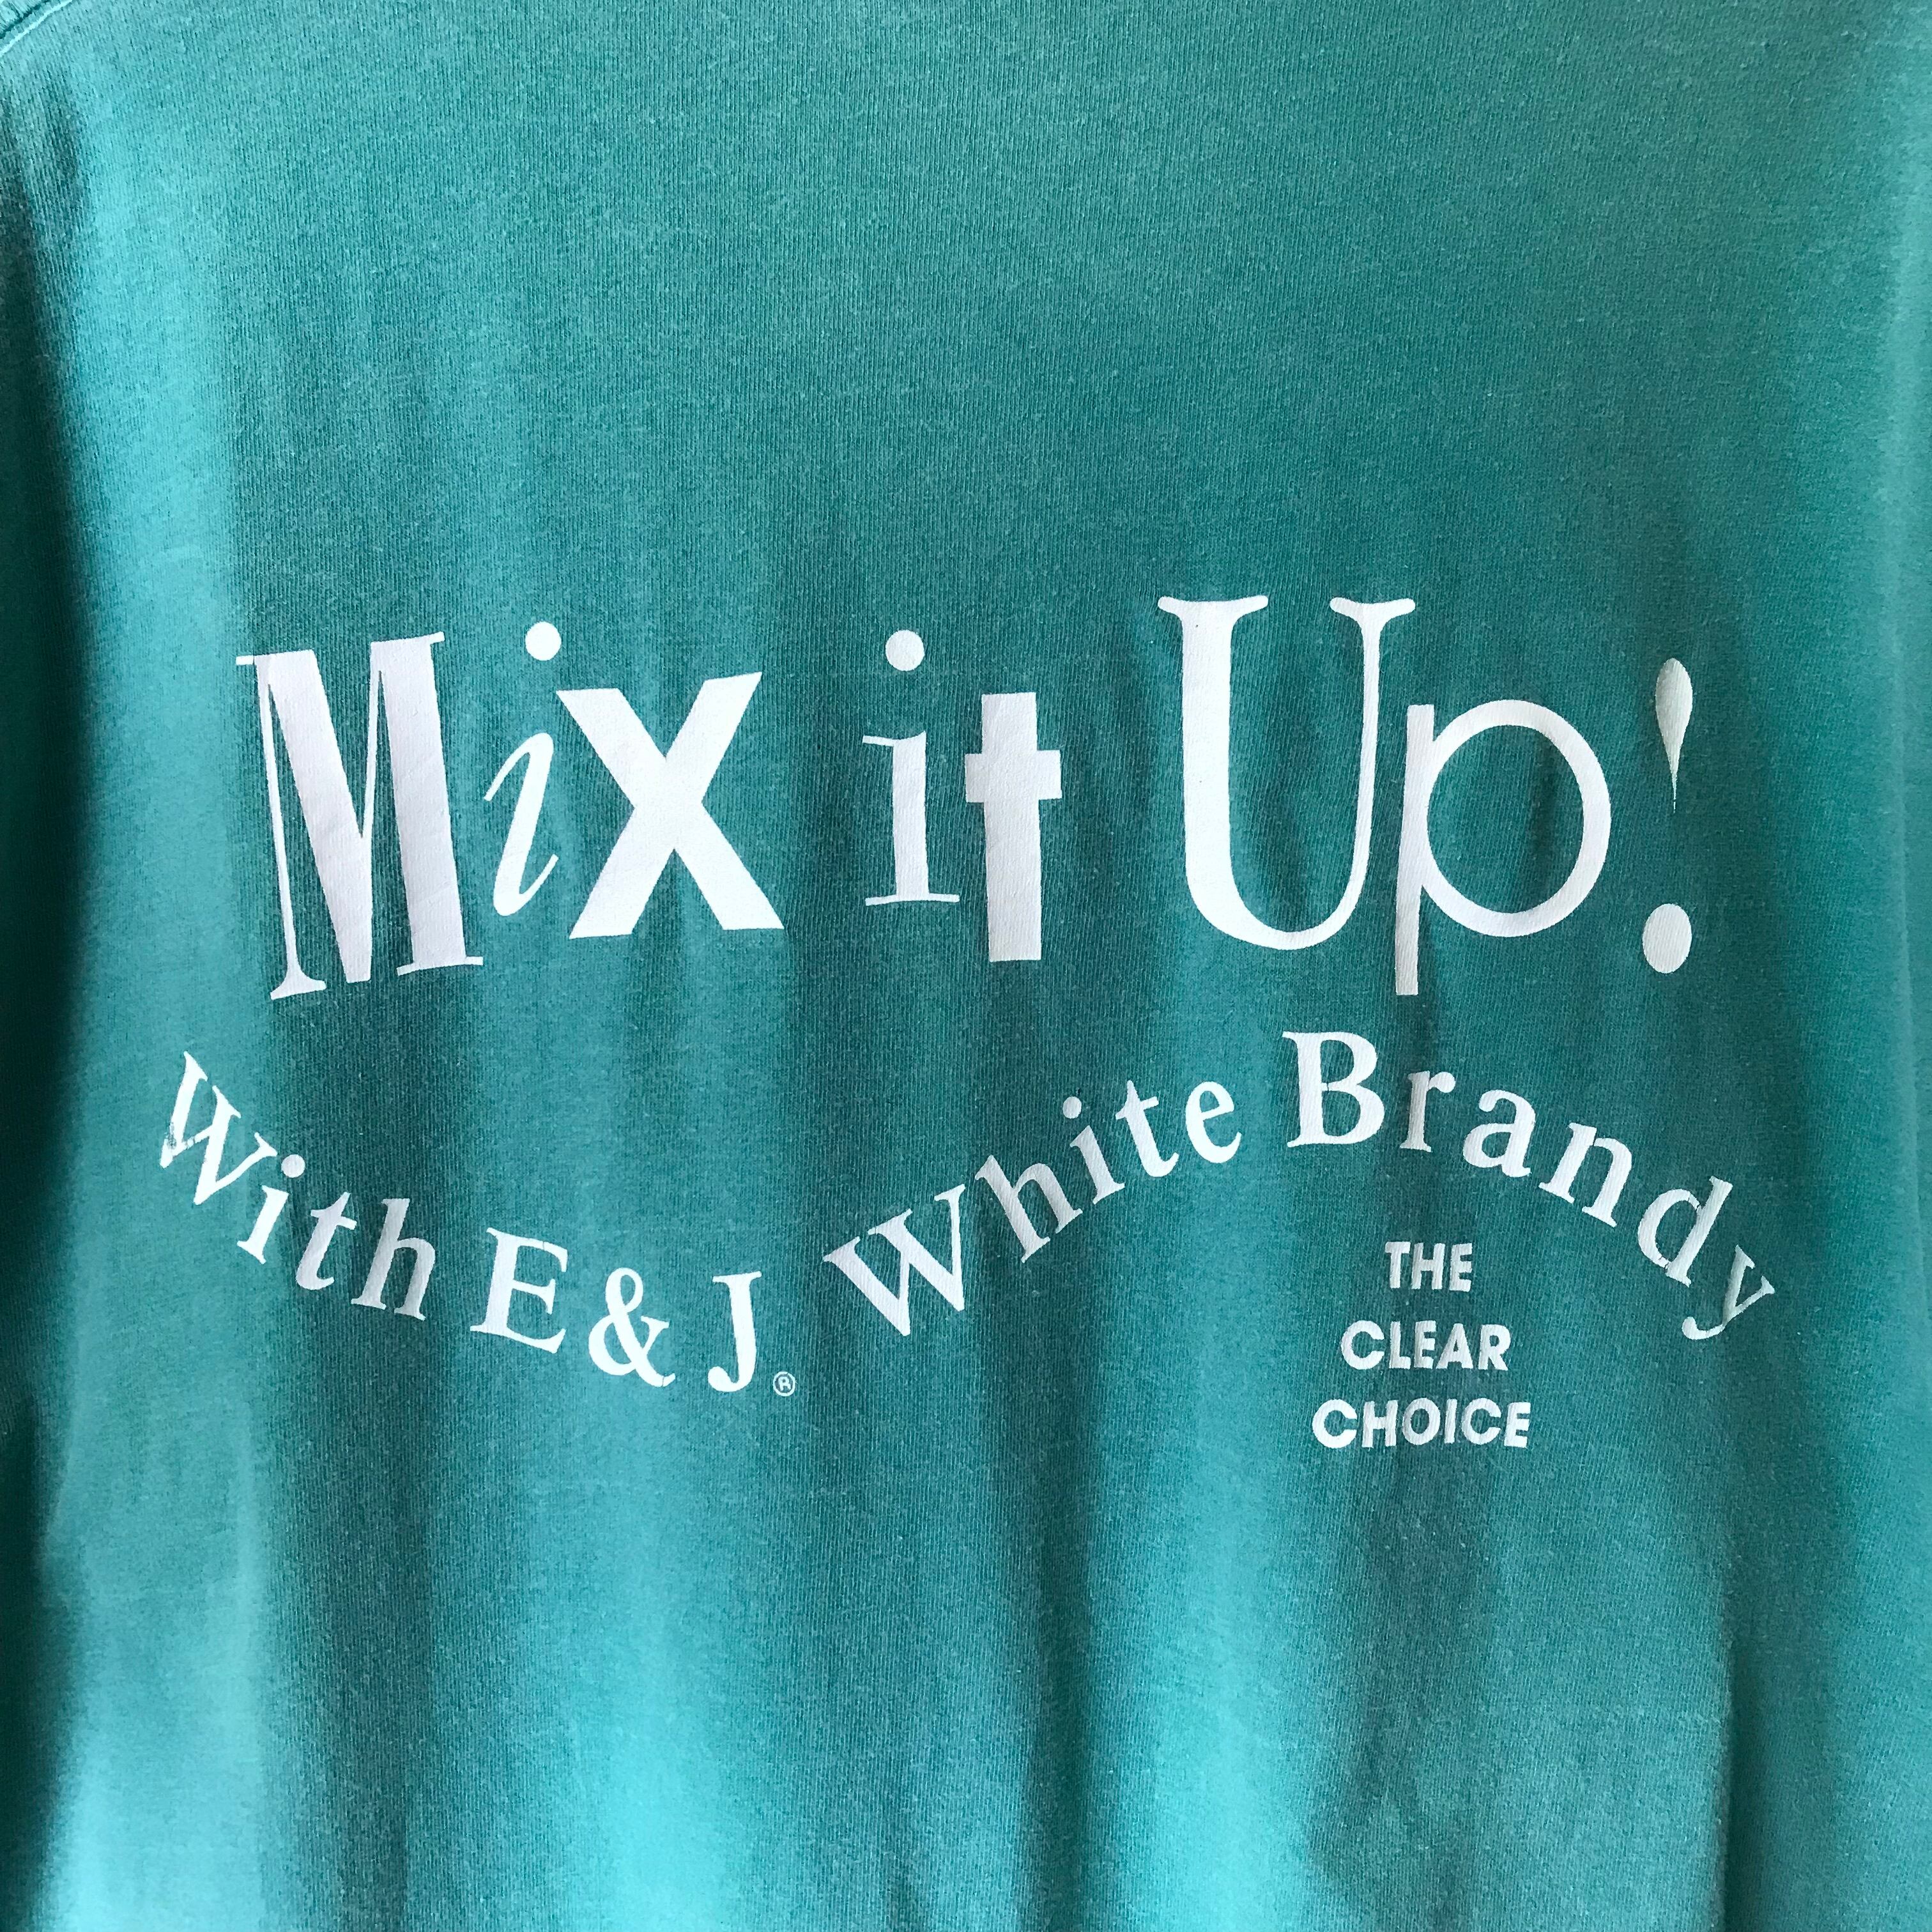 Mix it Up!
With E&J® White Brandy
THE
CLEAR
CHOICE